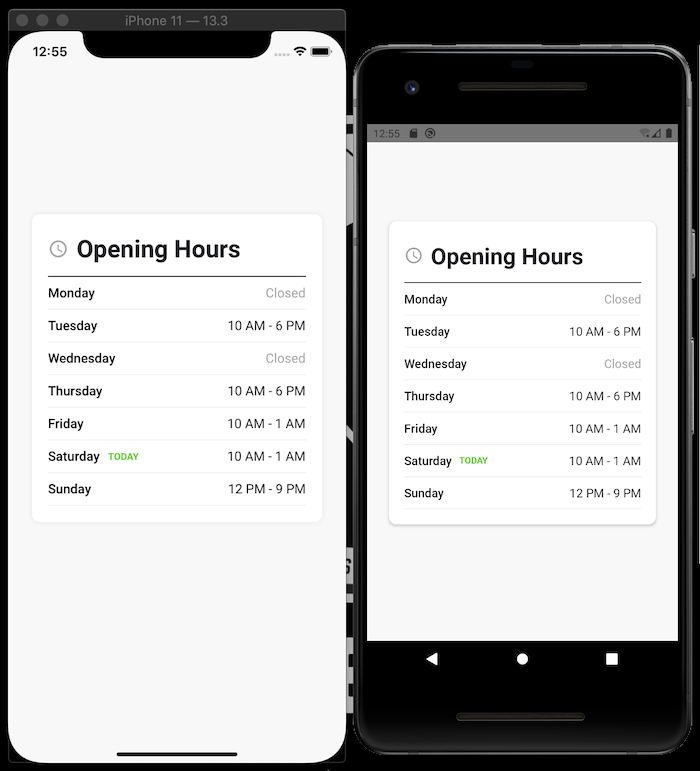 iPhone 11 — 13.3
12:55
Opening Hours
Monday Closed
Tuesday 10 AM - 6 PM
Wednesday Closed
Thursday 10 AM - 6 PM
Friday 10 AM - 1 AM
Saturday TODAY 10 AM - 1 AM
Sunday 12 PM - 9 PM
12:55
Opening Hours
Monday Closed
Tuesday 10 AM - 6 PM
Wednesday Closed
Thursday 10 AM - 6 PM
Friday 10 AM - 1 AM
Saturday TODAY 10 AM - 1 AM
Sunday 12 PM - 9 PM